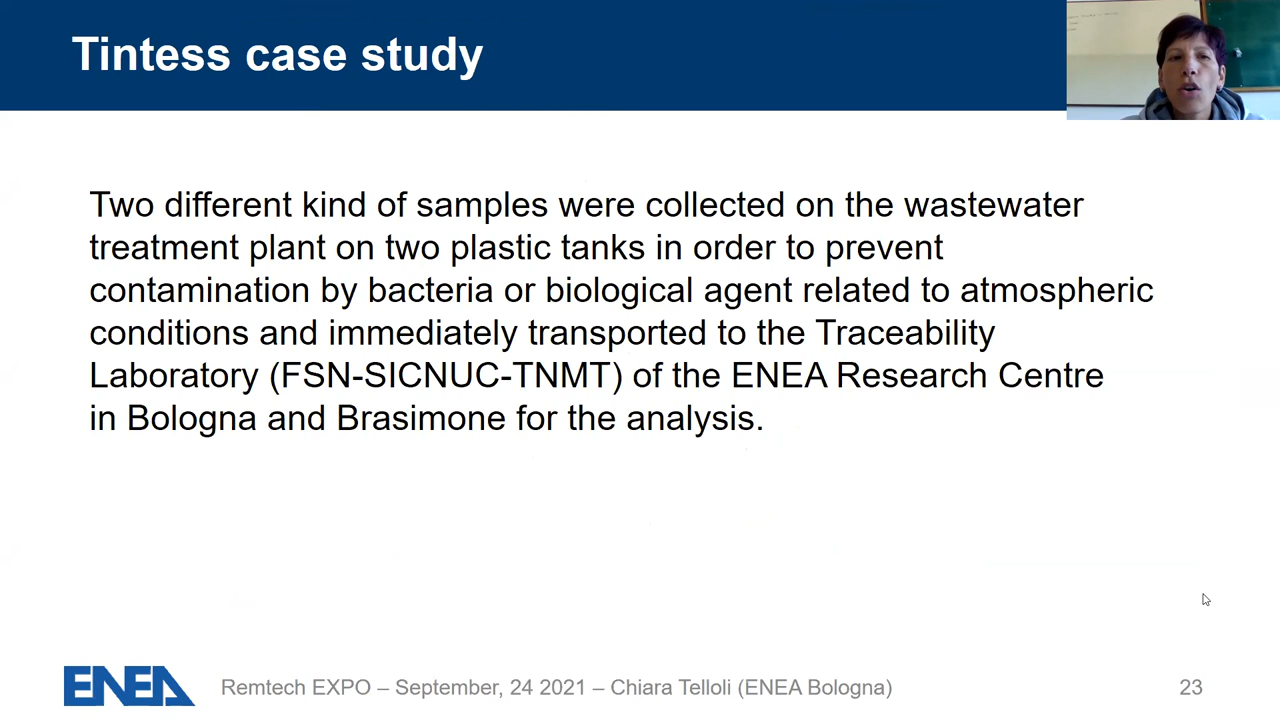 Tintess case study
Two different kind of samples were collected on the wastewater
treatment plant on two plastic tanks in order to prevent
contamination by bacteria or biological agent related to atmospheric
conditions and immediately transported to the Traceability
Laboratory (FSN-SICNUC-TNMT) of the ENEA Research Centre
in Bologna and Brasimone for the analysis.
ENEA
Remtech EXPO – September, 24 2021 – Chiara Telloli (ENEA Bologna)
23